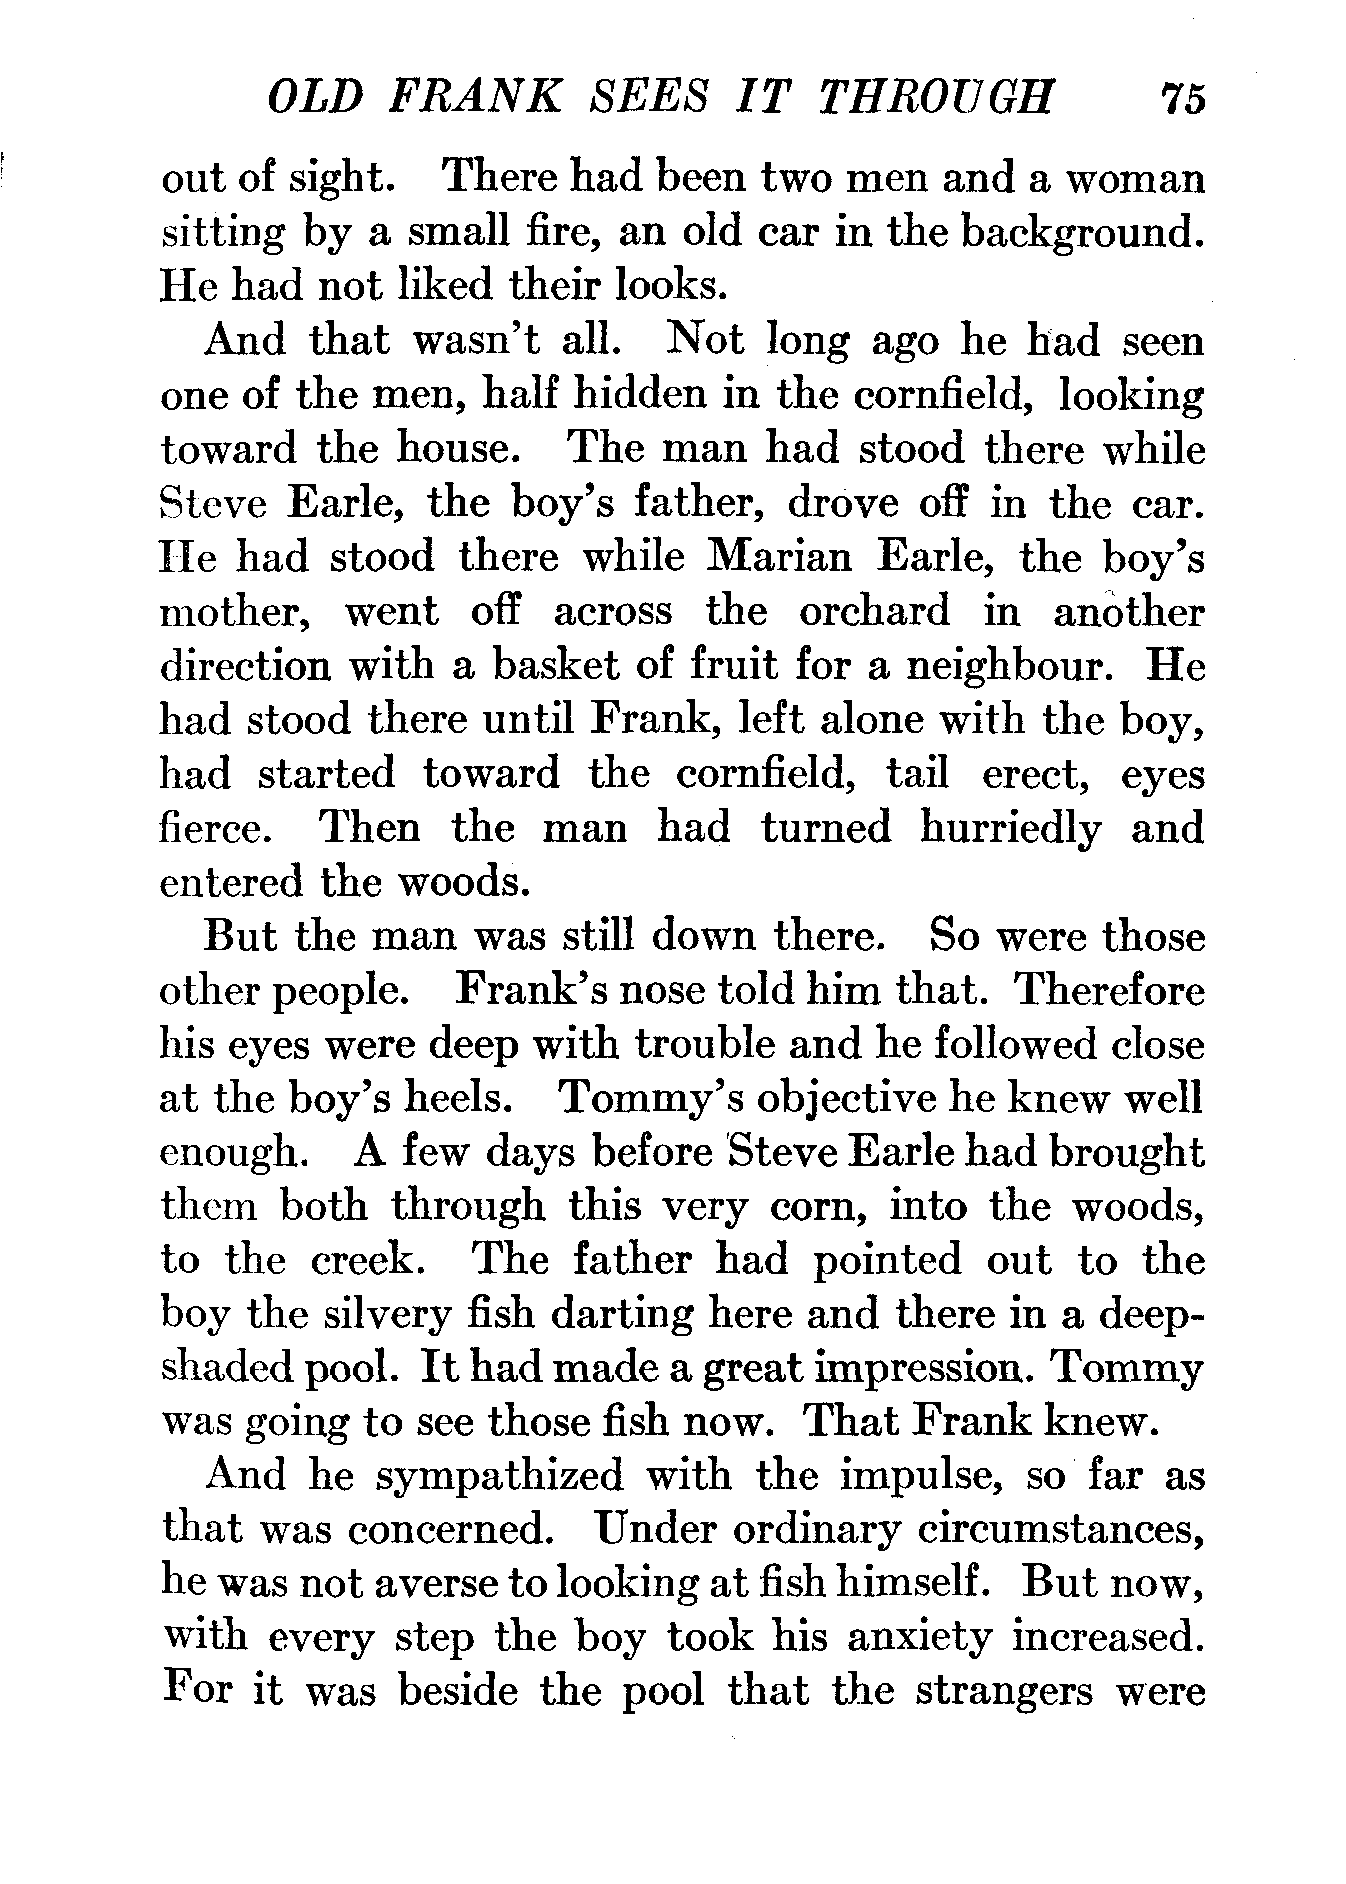 OLD FRANK SEES IT THROUGH 75
out of sight. There had been two men and a woman
sitting by a small fire, an old car in the background.
He had not liked their looks.
And that wasn't all. Not long ago he had seen
one of the men, half hidden in the cornfield, looking
toward the house. The man had stood there while
Steve Earle, the boy's father, drove off in the car.
He had stood there while Marian Earle, the boy's
mother, went off across the orchard in another
direction with a basket of fruit for a neighbour. He
had stood there until Frank, left alone with the boy,
had started toward the cornfield, tail erect, eyes
fierce. Then the man had turned hurriedly and
entered the woods.
But the man was still down there. So were those
other people. Frank's nose told him that. Therefore
his eyes were deep with trouble and he followed close
at the boy's heels. Tommy's objective he knew well
enough. A few days before Steve Earle had brought
them both through this very corn, into the woods,
to the creek. The father had pointed out to the
boy the silvery fish darting here and there in a deep-
shaded pool. It had made a great impression. Tommy
was going to see those fish now. That Frank knew.
And he sympathized with the impulse, so far as
that was concerned. Under ordinary circumstances,
he was not averse to looking at fish himself. But now,
with every step the boy took his anxiety increased.
For it was beside the pool that the strangers were